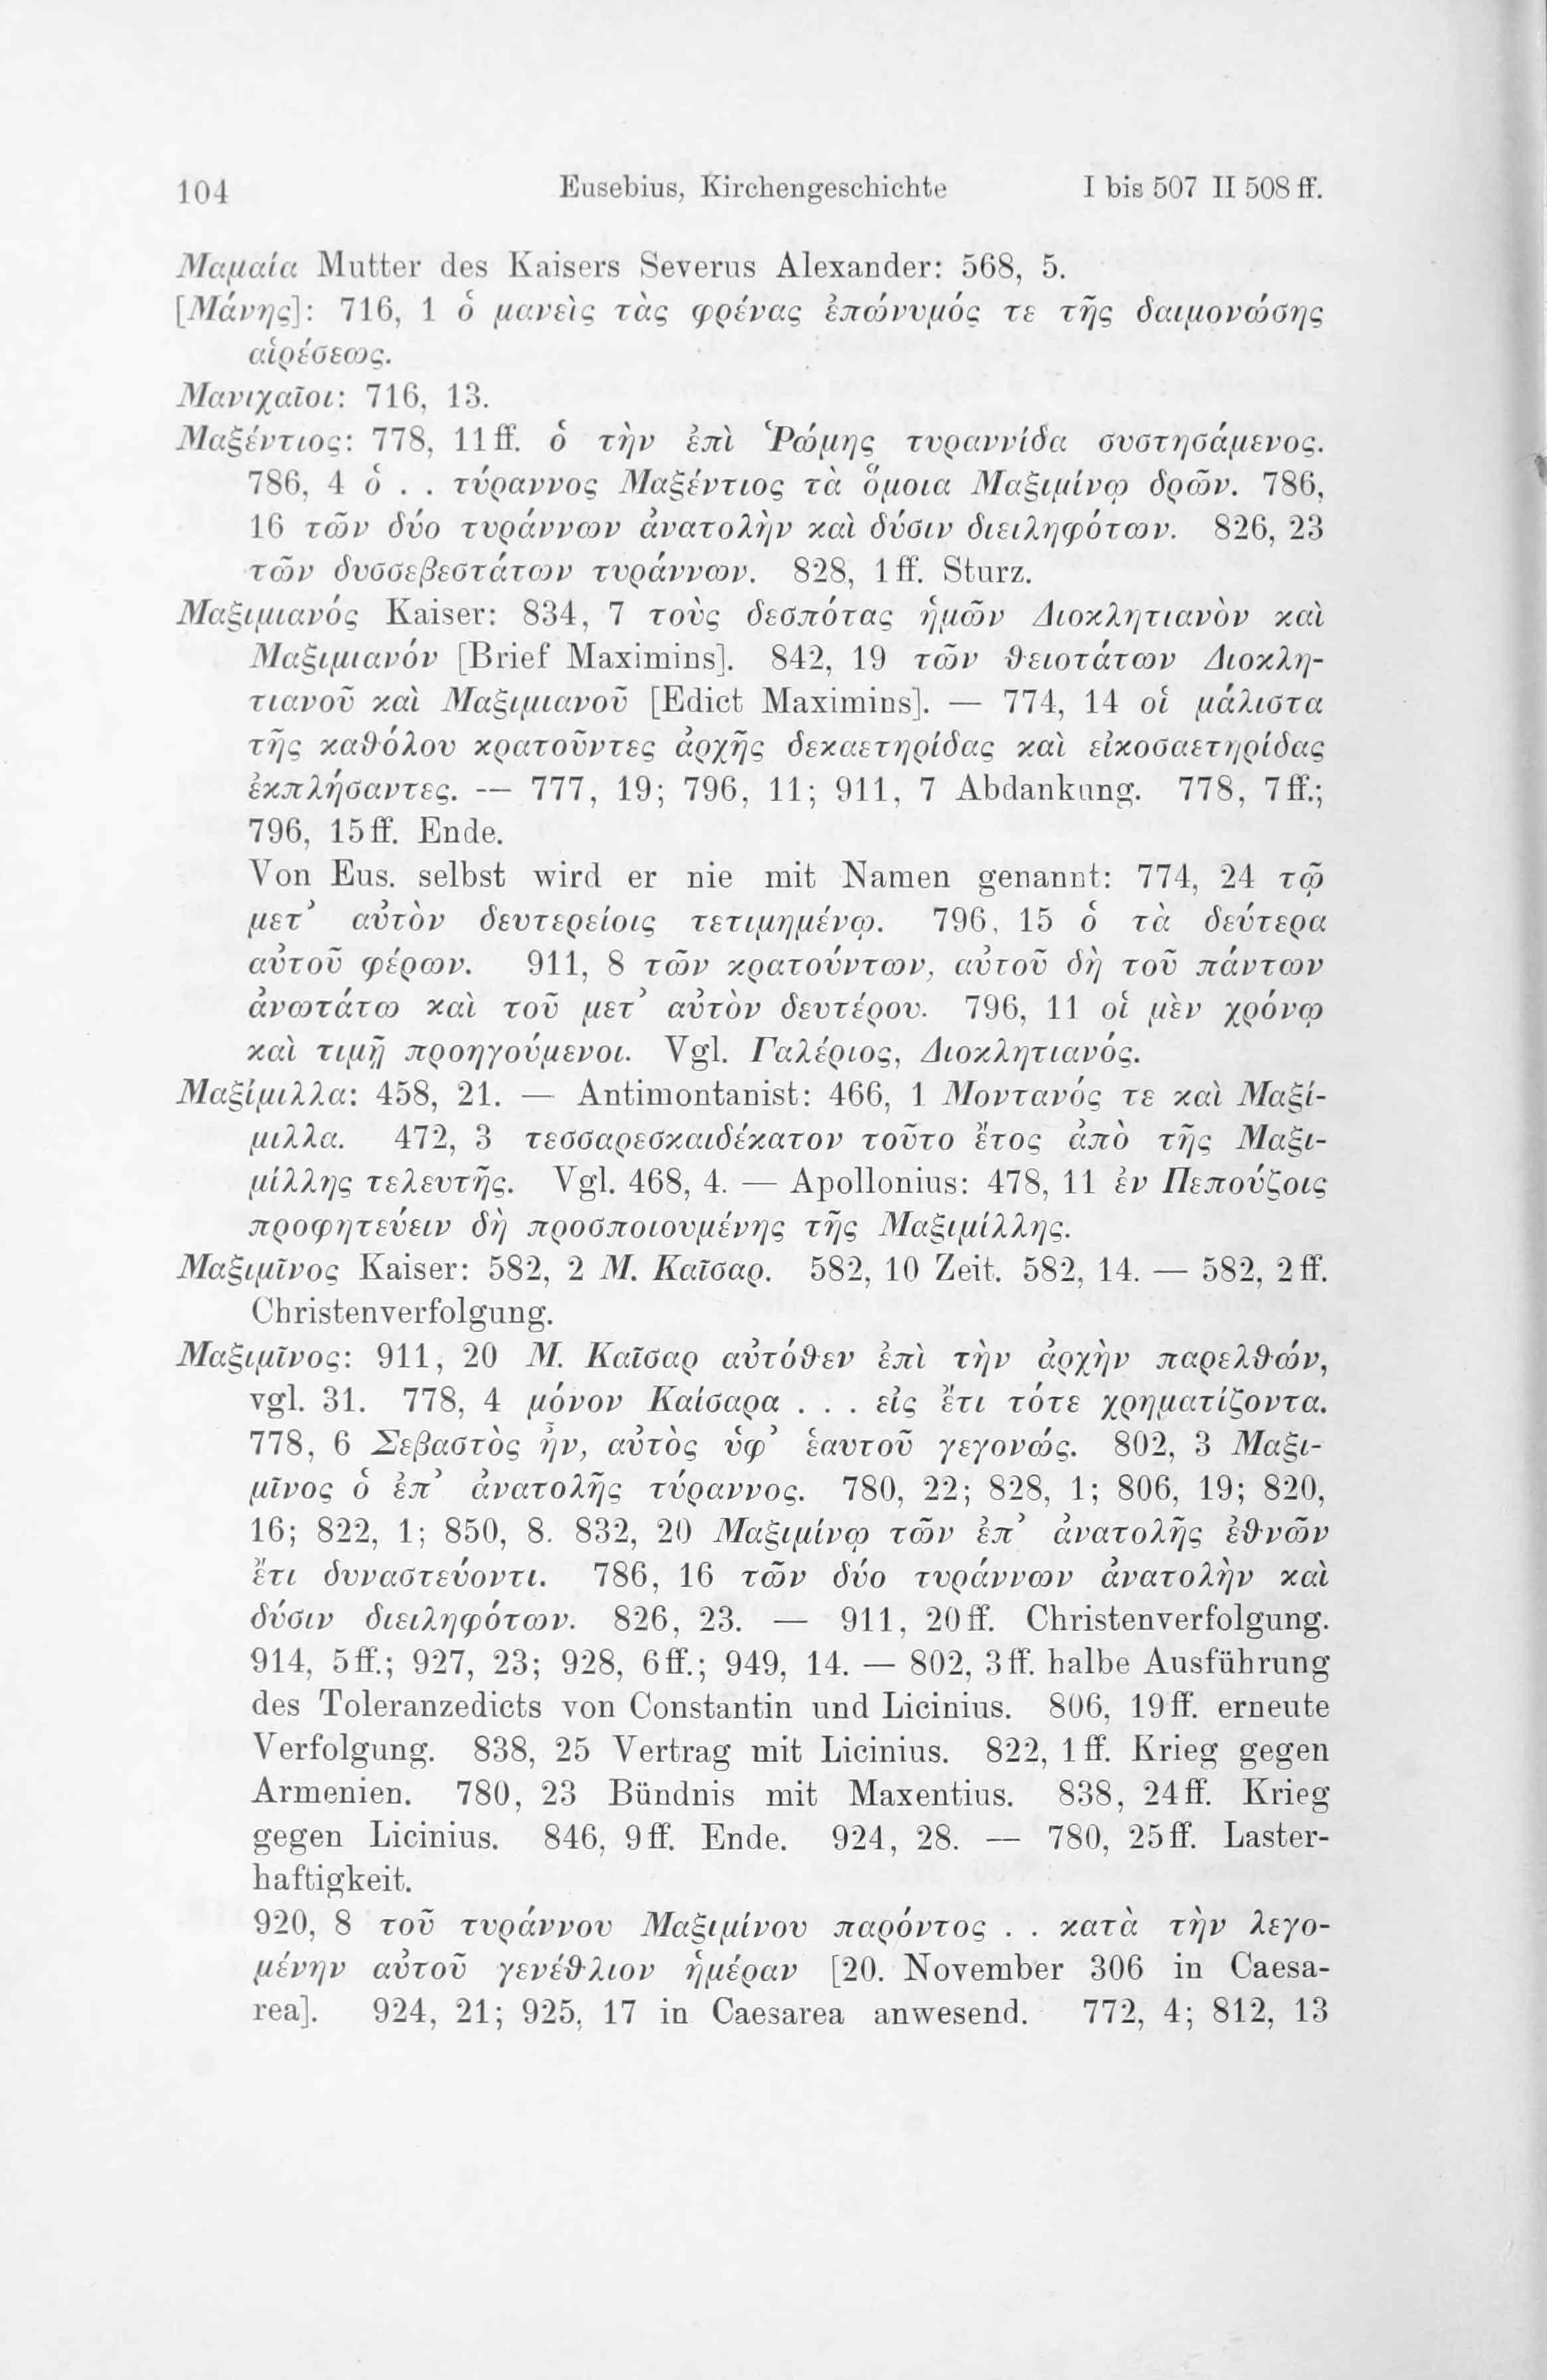 104 Eusebius, Kirchengeschichte I bis 507 II 508 ff.
Μαμαία Mutter des Kaisers Severus Alexander: 568, 5.
[Μάνης]: 716, 1 ὁ μανεὶς τὰς φρένας ἐπώνυμός τε τῆς δαιμονώσης
αἱρέσεως.
Μανιχαῖοι: 716, 13.
Μαξέντιος: 778, 11 ff. ὁ τὴν ἐπὶ Ῥώμης τυραννίδα συστησάμενος.
786, 4 ὁ . . τύραννος Μαξέντιος τὰ ὅμοια Μαξιμίνῳ δρῶν. 786,
16 τῶν δύο τυράννων ἀνατολὴν καὶ δύσιν διειληφότων. 826, 23
τῶν δυσσεβεστάτων τυράννων. 828, 1 ff. Sturz.
Μαξιμιανός Kaiser: 834, 7 τοὺς δεσπότας ἡμῶν Διοκλητιανὸν καὶ
Μαξιμιανόν [Brief Maximins]. 842, 19 τῶν θειοτάτων Διοκλη-
τιανοῦ καὶ Μαξιμιανοῦ [Edict Maximins]. — 774, 14 οἱ μάλιστα
τῆς καθόλου κρατοῦντες ἀρχῆς δεκαετηρίδας καὶ εἰκοσαετηρίδας
ἐκπλήσαντες. — 777, 19; 796, 11; 911, 7 Abdankung. 778, 7 ff.;
796, 15 ff. Ende.
Von Eus. selbst wird er nie mit Namen genannt: 774, 24 τῷ
μετ’ αὐτὸν δευτερείοις τετιμημένῳ. 796, 15 ὁ τὰ δεύτερα
αὐτοῦ φέρων. 911, 8 τῶν κρατούντων, αὐτοῦ δὴ τοῦ πάντων
ἀνωτάτω καὶ τοῦ μετ’ αὐτὸν δευτέρου. 796, 11 οἱ μὲν χρόνῳ
καὶ τιμῇ προηγούμενοι. Vgl. Γαλέριος, Διοκλητιανός.
Μαξίμιλλα: 458, 21. — Antimontanist: 466, 1 Μοντανός τε καὶ Μαξί-
μιλλα. 472, 3 τεσσαρεσκαιδέκατον τοῦτο ἔτος ἀπὸ τῆς Μαξι-
μίλλης τελευτῆς. Vgl. 468, 4. — Apollonius: 478, 11 ἐν Πεπούζοις
προφητεύειν δὴ προσποιουμένης τῆς Μαξιμίλλης.
Μαξιμῖνος Kaiser: 582, 2 Μ. Καῖσαρ. 582, 10 Zeit. 582, 14. — 582, 2 ff.
Christenverfolgung.
Μαξιμῖνος: 911, 20 Μ. Καῖσαρ αὐτόθεν ἐπὶ τὴν ἀρχὴν παρελθών,
vgl. 31. 778, 4 μόνον Καίσαρα . . . εἰς ἔτι τότε χρηματίζοντα.
778, 6 Σεβαστὸς ἦν, αὐτὸς ὑφ’ ἑαυτοῦ γεγονώς. 802, 3 Μαξι-
μῖνος ὁ ἐπ’ ἀνατολῆς τύραννος. 780, 22; 828, 1; 806, 19; 820,
16; 822, 1; 850, 8. 832, 20 Μαξιμίνῳ τῶν ἐπ’ ἀνατολῆς ἐθνῶν
ἔτι δυναστεύοντι. 786, 16 τῶν δύο τυράννων ἀνατολὴν καὶ
δύσιν διειληφότων. 826, 23. — 911, 20 ff. Christenverfolgung.
914, 5 ff.; 927, 23; 928, 6 ff.; 949, 14. — 802, 3 ff. halbe Ausführung
des Toleranzedicts von Constantin und Licinius. 806, 19 ff. erneute
Verfolgung. 838, 25 Vertrag mit Licinius. 822, 1 ff. Krieg gegen
Armenien. 780, 23 Bündnis mit Maxentius. 838, 24 ff. Krieg
gegen Licinius. 846, 9 ff. Ende. 924, 28. — 780, 25 ff. Laster-
haftigkeit.
920, 8 τοῦ τυράννου Μαξιμίνου παρόντος . . κατὰ τὴν λεγο-
μένην αὐτοῦ γενέθλιον ἡμέραν [20. November 306 in Caesa-
rea]. 924, 21; 925, 17 in Caesarea anwesend. 772, 4; 812, 13